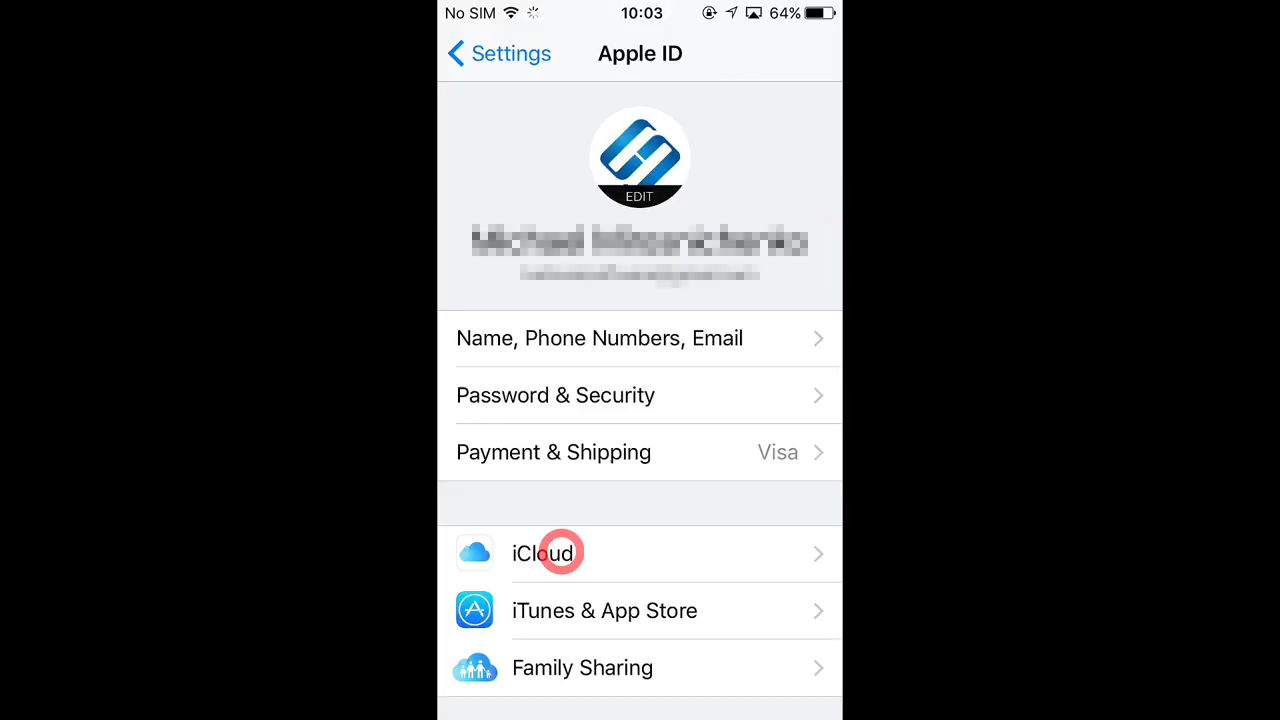 No SIM 10:03 64%
Settings Apple ID
EDIT
Name, Phone Numbers, Email
Password & Security
Payment & Shipping Visa
iCloud
iTunes & App Store
Family Sharing